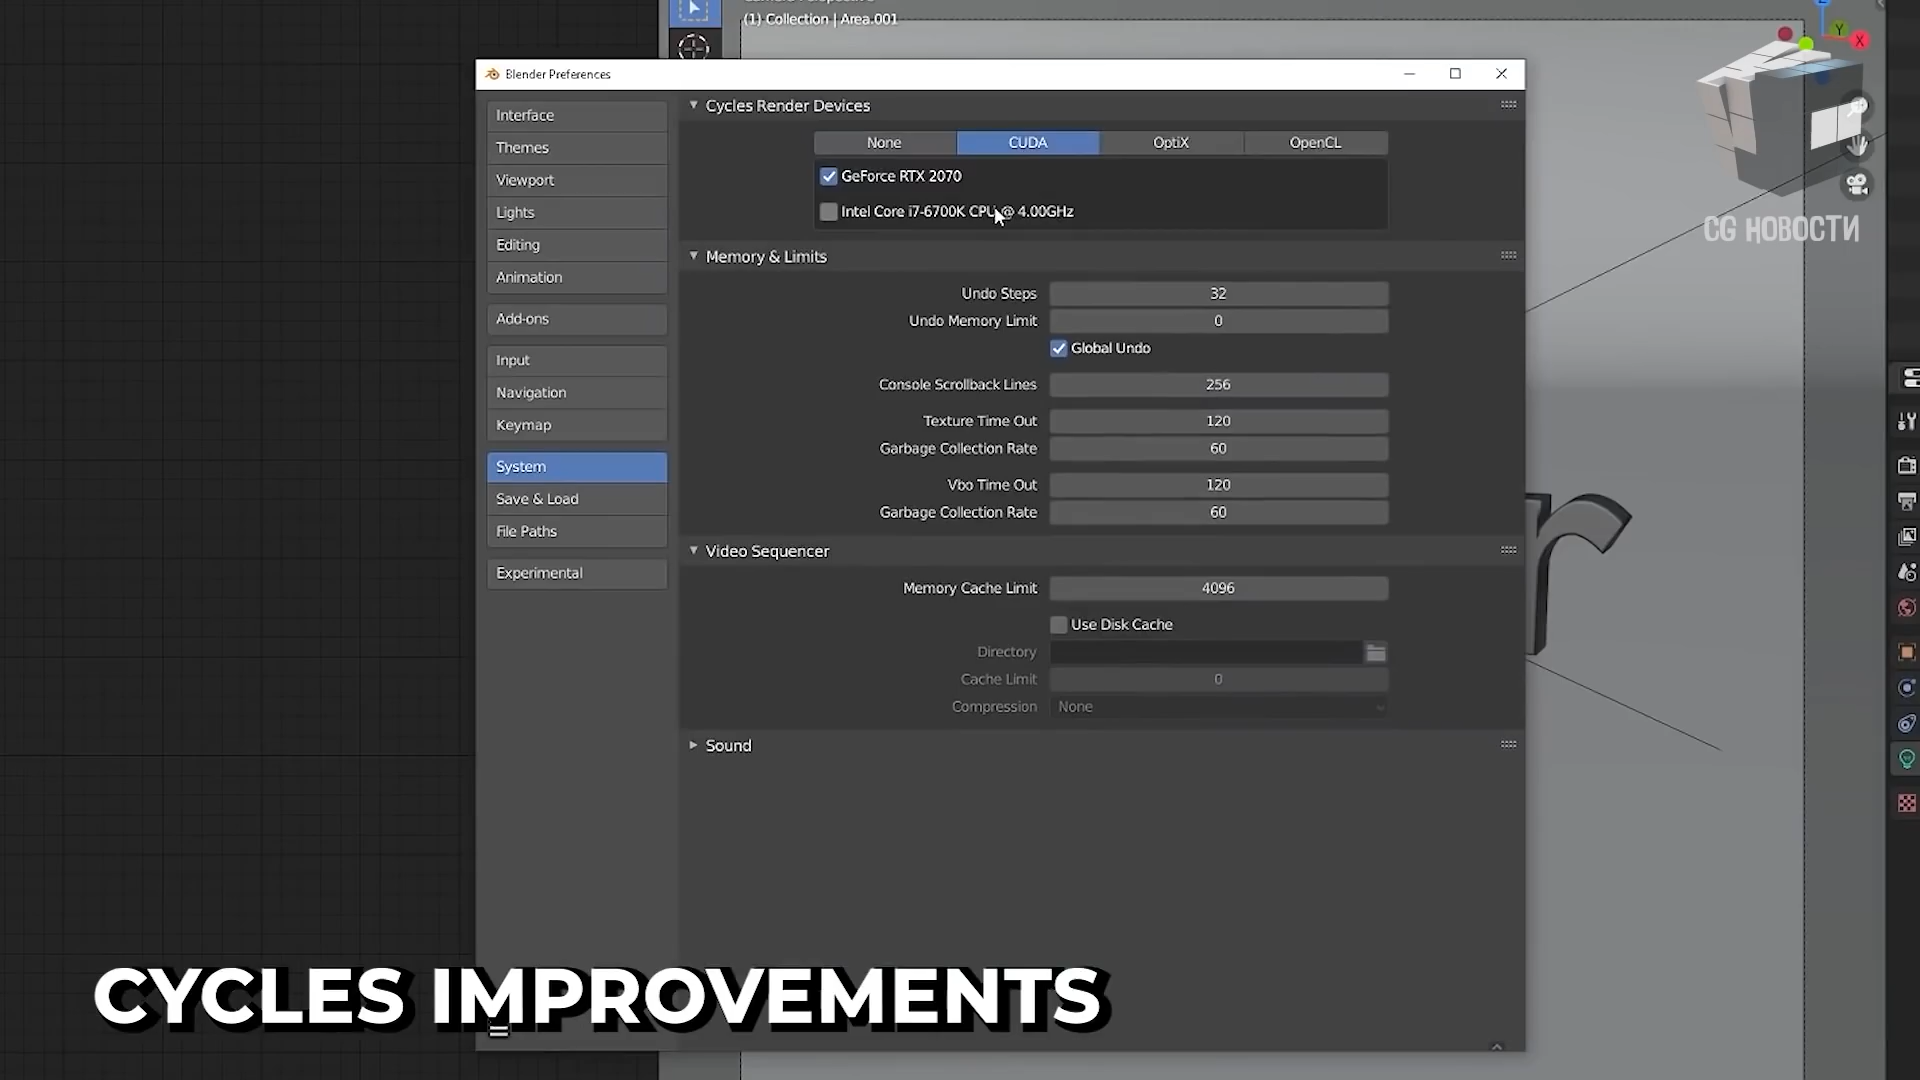 (1) Collection | Area.001
Blender Preferences
Interface
Themes
Viewport
Lights
Editing
Animation
Add-ons
Input
Navigation
Keymap
System
Save & Load
File Paths
Experimental
Cycles Render Devices
None
CUDA
OptiX
OpenCL
GeForce RTX 2070
Intel Core i7-6700K CPU @ 4.00GHz
Memory & Limits
Undo Steps 32
Undo Memory Limit 0
Global Undo
Console Scrollback Lines 256
Texture Time Out 120
Garbage Collection Rate 60
Vbo Time Out 120
Garbage Collection Rate 60
Video Sequencer
Memory Cache Limit 4096
Use Disk Cache
Directory
Cache Limit 0
Compression None
Sound
Y
X
CG НОВОСТИ
r
CYCLES IMPROVEMENTS